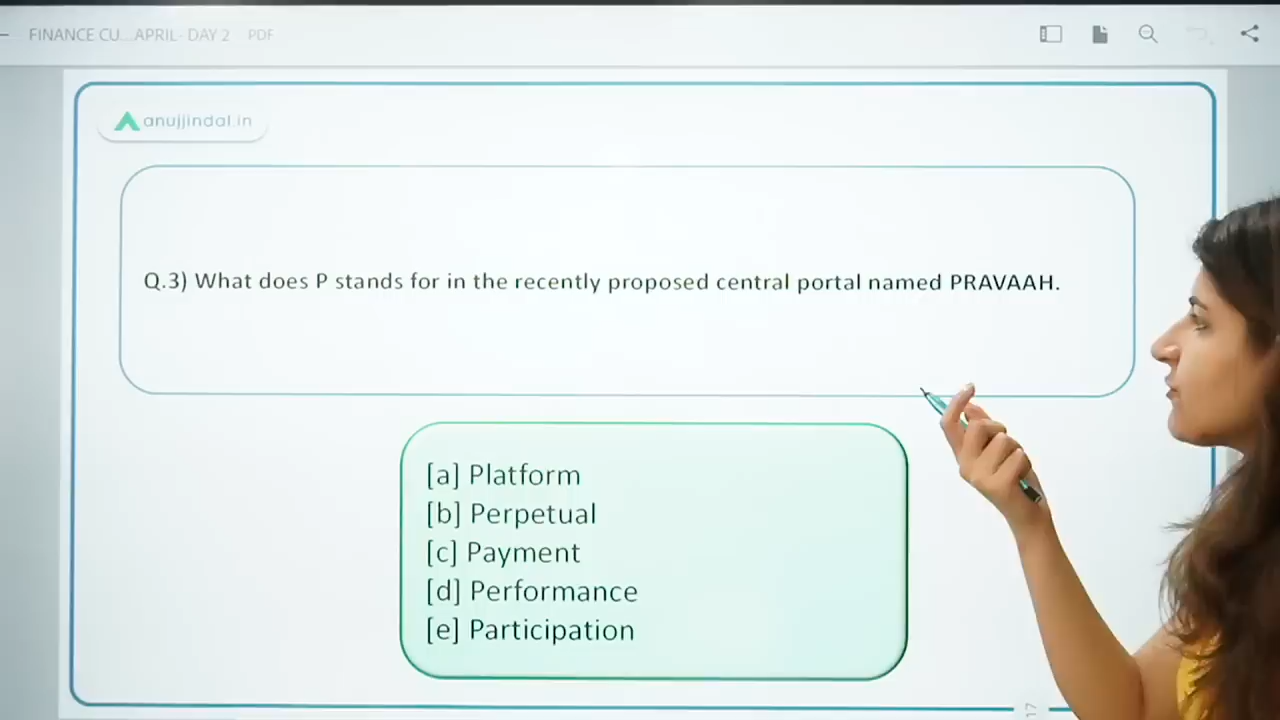 FINANCE CU...APRIL- DAY 2 PDF
anujjindal.in
Q.3) What does P stands for in the recently proposed central portal named PRAVAAH.
[a] Platform
[b] Perpetual
[c] Payment
[d] Performance
[e] Participation
17